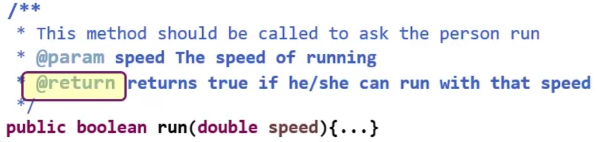 /**
* This method should be called to ask the person run
* @param speed The speed of running
* @return returns true if he/she can run with that speed
*/
public boolean run(double speed){...}